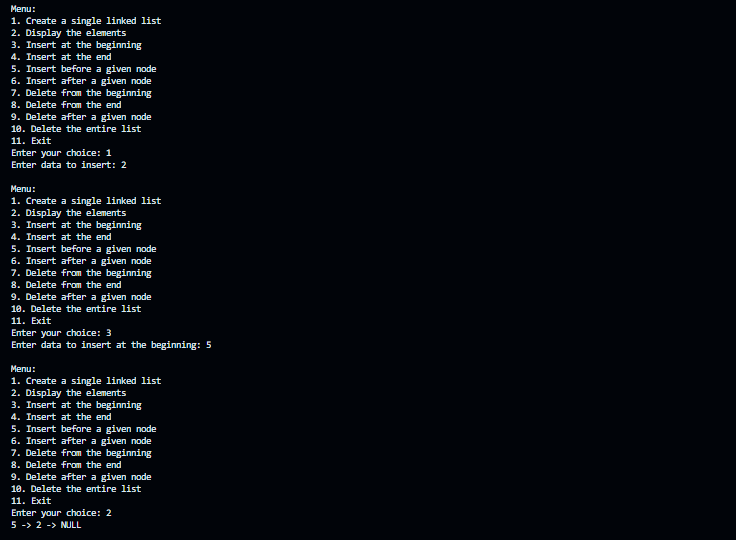 Menu:
1. Create a single linked list
2. Display the elements
3. Insert at the beginning
4. Insert at the end
5. Insert before a given node
6. Insert after a given node
7. Delete from the beginning
8. Delete from the end
9. Delete after a given node
10. Delete the entire list
11. Exit
Enter your choice: 1
Enter data to insert: 2

Menu:
1. Create a single linked list
2. Display the elements
3. Insert at the beginning
4. Insert at the end
5. Insert before a given node
6. Insert after a given node
7. Delete from the beginning
8. Delete from the end
9. Delete after a given node
10. Delete the entire list
11. Exit
Enter your choice: 3
Enter data to insert at the beginning: 5

Menu:
1. Create a single linked list
2. Display the elements
3. Insert at the beginning
4. Insert at the end
5. Insert before a given node
6. Insert after a given node
7. Delete from the beginning
8. Delete from the end
9. Delete after a given node
10. Delete the entire list
11. Exit
Enter your choice: 2
5 -> 2 -> NULL